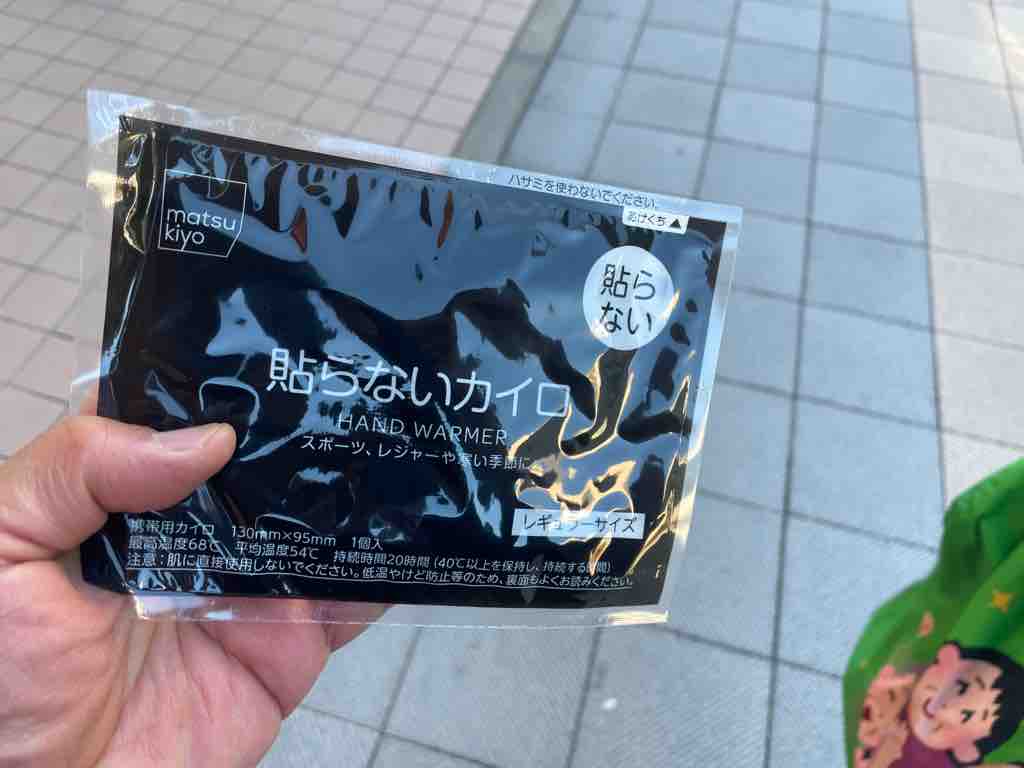 ハサミを使わないでください。
あけくち▲
matsu
kiyo
貼ら
ない
貼らないカイロ
HAND WARMER
スポーツ、レジャーや寒い季節に
レギュラーサイズ
携帯用カイロ 130mm×95mm 1個入
最高温度68℃ 平均温度54℃ 持続時間20時間 (40℃以上を保持し、持続する時間)
注意:肌に直接使用しないでください。低温やけど防止等のため、裏面もよくお読みください。